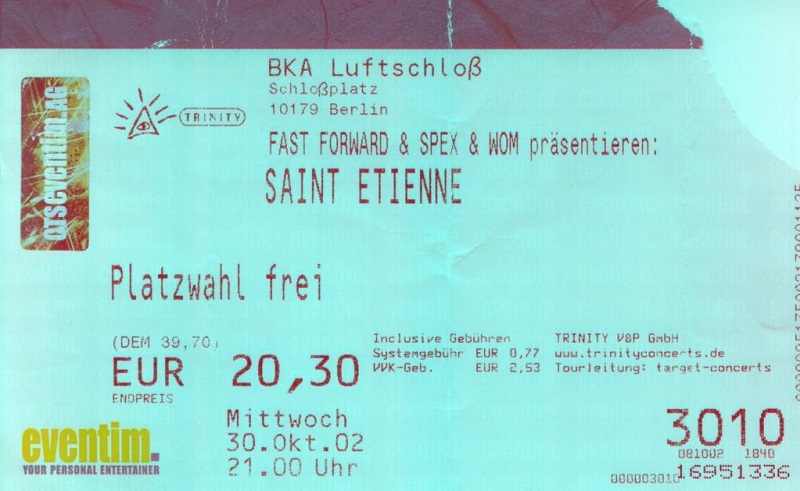 BKA Luftschloß
Schloßplatz
10179 Berlin
TRINITY
FAST FORWARD & SPEX & WOM präsentieren:
SAINT ETIENNE
CTS eventim AG
Platzwahl frei
(DEM 39,70)
EUR 20,30
ENDPREIS
Inclusive Gebühren
Systemgebühr EUR 0,77
VVK-Geb. EUR 2,53
TRINITY V&P GmbH
www.trinityconcerts.de
Tourleitung: target-concerts
Mittwoch
30.Okt.02
21.00 Uhr
eventim.
YOUR PERSONAL ENTERTAINER
3010
081002 1840
000003010 16951336